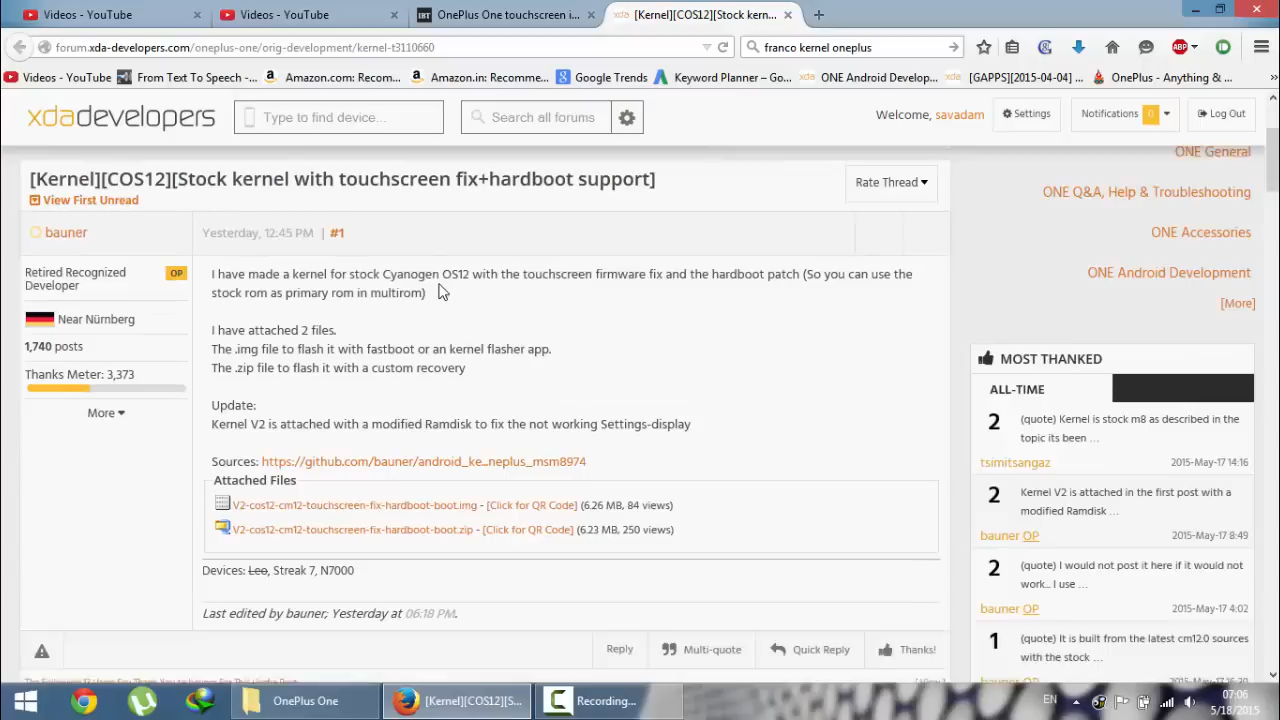 Videos - YouTube
Videos - YouTube
IBT OnePlus One touchscreen i...
xda [Kernel][COS12][Stock kern...
forum.xda-developers.com/oneplus-one/orig-development/kernel-t3110660
franco kernel oneplus
ABP
Videos - YouTube
From Text To Speech -...
Amazon.com: Recom...
Amazon.in: Recomme...
Google Trends
Keyword Planner – Go...
ONE Android Develop...
[GAPPS][2015-04-04] ...
OnePlus - Anything & ...
xdadevelopers
Type to find device...
Search all forums
Welcome, savadam
Settings
Notifications 0
Log Out
[Kernel][COS12][Stock kernel with touchscreen fix+hardboot support]
View First Unread
Rate Thread
bauner
Yesterday, 12:45 PM | #1
Retired Recognized
Developer
OP
Near Nürnberg
1,740 posts
Thanks Meter: 3,373
More
I have made a kernel for stock Cyanogen OS12 with the touchscreen firmware fix and the hardboot patch (So you can use the
stock rom as primary rom in multirom)
I have attached 2 files.
The .img file to flash it with fastboot or an kernel flasher app.
The .zip file to flash it with a custom recovery
Update:
Kernel V2 is attached with a modified Ramdisk to fix the not working Settings-display
Sources: https://github.com/bauner/android_ke...neplus_msm8974
Attached Files
V2-cos12-cm12-touchscreen-fix-hardboot-boot.img - [Click for QR Code] (6.26 MB, 84 views)
V2-cos12-cm12-touchscreen-fix-hardboot-boot.zip - [Click for QR Code] (6.23 MB, 250 views)
Devices: Leo, Streak 7, N7000
Last edited by bauner; Yesterday at 06:18 PM.
Reply
Multi-quote
Quick Reply
Thanks!
ONE General
ONE Q&A, Help & Troubleshooting
ONE Accessories
ONE Android Development
[More]
MOST THANKED
ALL-TIME
2 (quote) Kernel is stock m8 as described in the
topic its been ...
tsimitsangaz 2015-May-17 14:16
2 (quote) Kernel V2 is attached in the first post with a
modified Ramdisk ...
bauner OP 2015-May-17 8:49
2 (quote) I would not post it here if it would not
work.. I use ...
bauner OP 2015-May-17 4:02
1 (quote) It is built from the latest cm12.0 sources
with the stock ...
OnePlus One
[Kernel][COS12][S...
Recording...
EN
07:06
5/18/2015